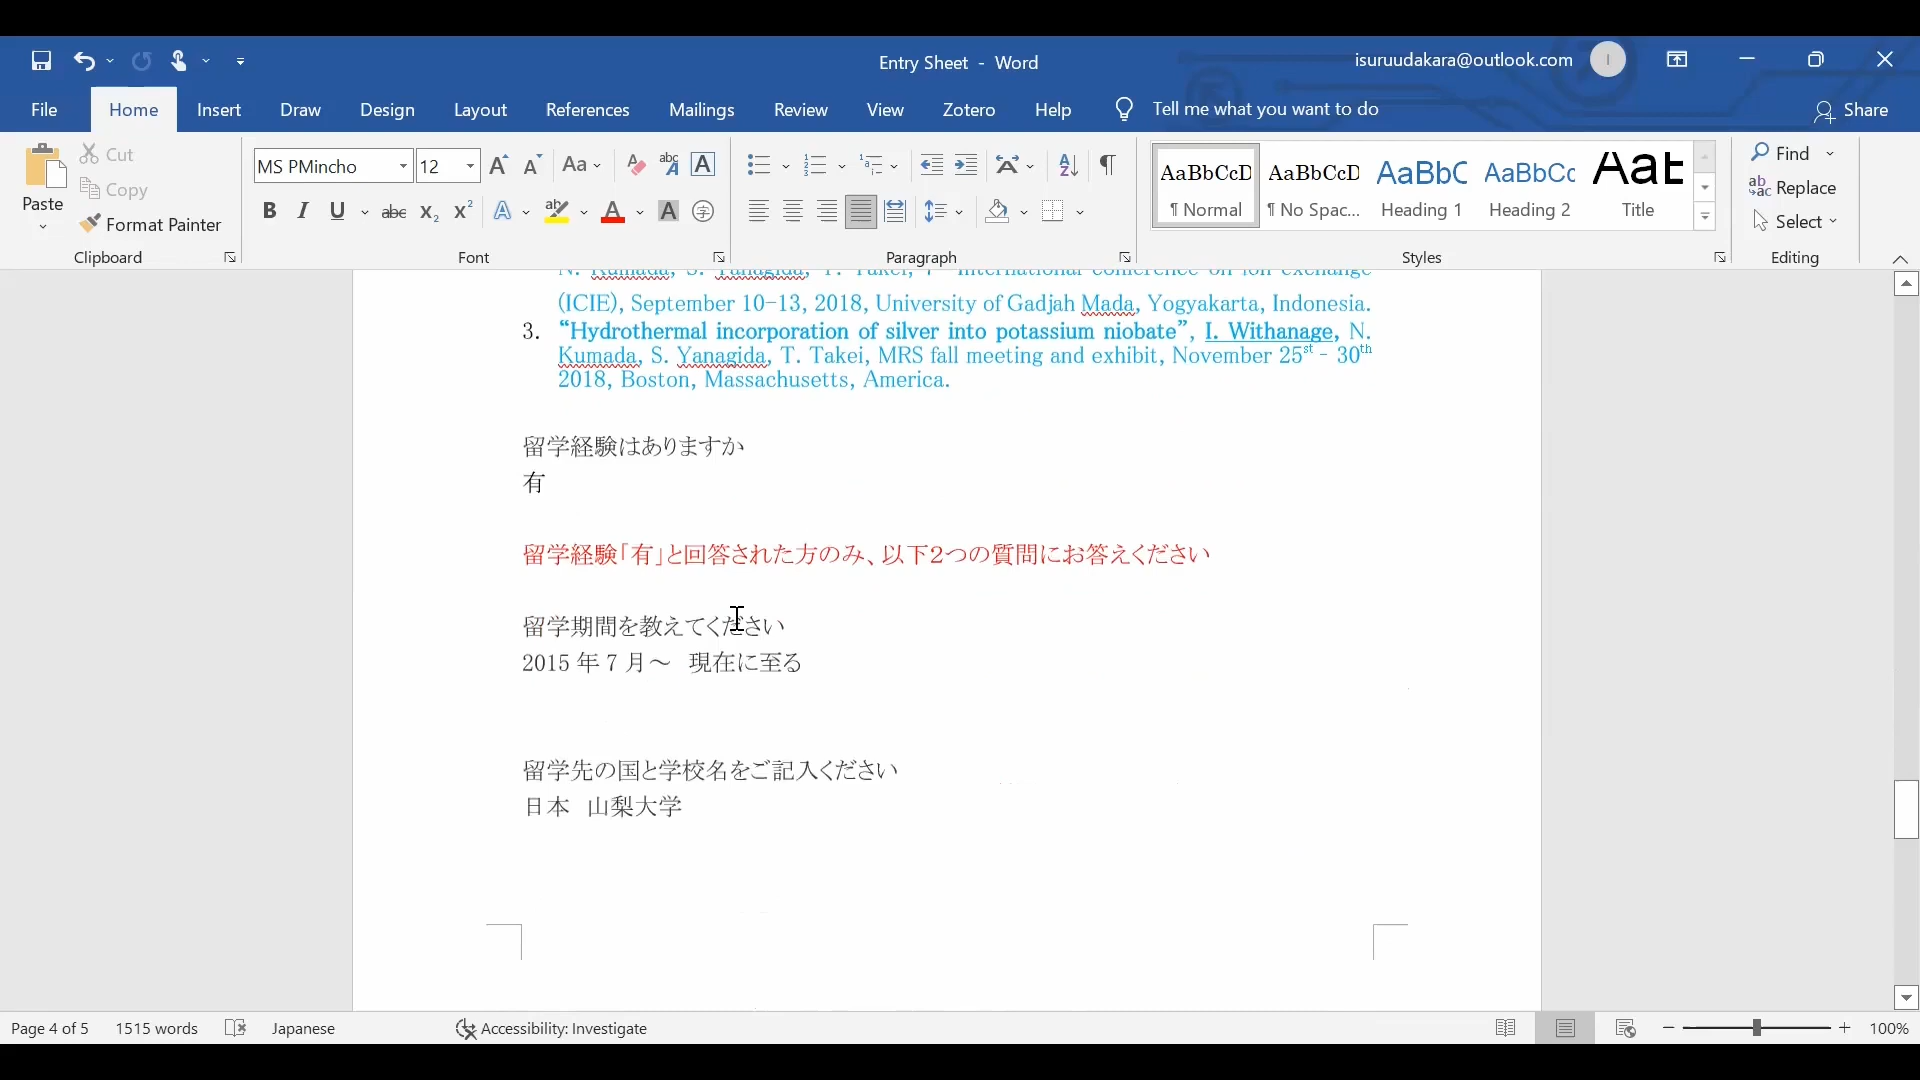 Entry Sheet - Word
isuruudakara@outlook.com
I
File
Home
Insert
Draw
Design
Layout
References
Mailings
Review
View
Zotero
Help
Tell me what you want to do
Share
Paste
Cut
Copy
Format Painter
Clipboard
MS PMincho
12
Font
Paragraph
AaBbCcD
¶ Normal
AaBbCcD
¶ No Spac...
AaBbC
Heading 1
AaBbCc
Heading 2
AaB
Title
Styles
Find
Replace
Select
Editing
N. Kumada, S. Yanagida, T. Takei, 7th International conference on ion exchange
(ICIE), September 10-13, 2018, University of Gadjah Mada, Yogyakarta, Indonesia.
3. “Hydrothermal incorporation of silver into potassium niobate”, I. Withanage, N.
Kumada, S. Yanagida, T. Takei, MRS fall meeting and exhibit, November 25st - 30th
2018, Boston, Massachusetts, America.
留学経験はありますか
有
留学経験「有」と回答された方のみ、以下2つの質問にお答えください
留学期間を教えてください
2015 年 7 月～ 現在に至る
留学先の国と学校名をご記入ください
日本 山梨大学
Page 4 of 5
1515 words
Japanese
Accessibility: Investigate
100%